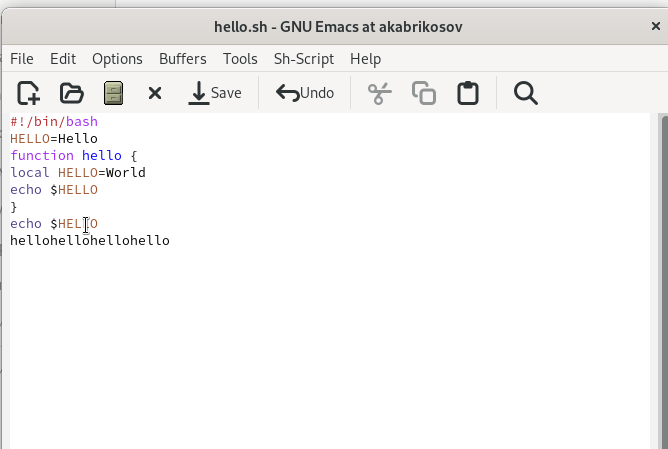 hello.sh - GNU Emacs at akabrikosov
File Edit Options Buffers Tools Sh-Script Help
Save Undo
#!/bin/bash
HELLO=Hello
function hello {
local HELLO=World
echo $HELLO
}
echo $HELLO
hellohellohellohello